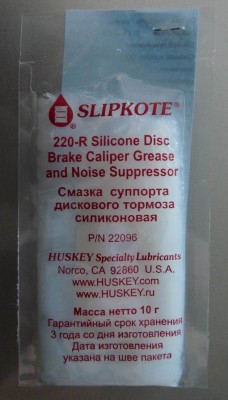 SLIPKOTE®
220-R Silicone Disc
Brake Caliper Grease
and Noise Suppressor
Смазка суппорта
дискового тормоза
силиконовая
P/N 22096
HUSKEY Specialty Lubricants
Norco, CA 92860 U.S.A.
www.HUSKEY.com
www.HUSKEY.ru
Масса нетто 10 г
Гарантийный срок хранения
3 года со дня изготовления
Дата изготовления
указана на шве пакета